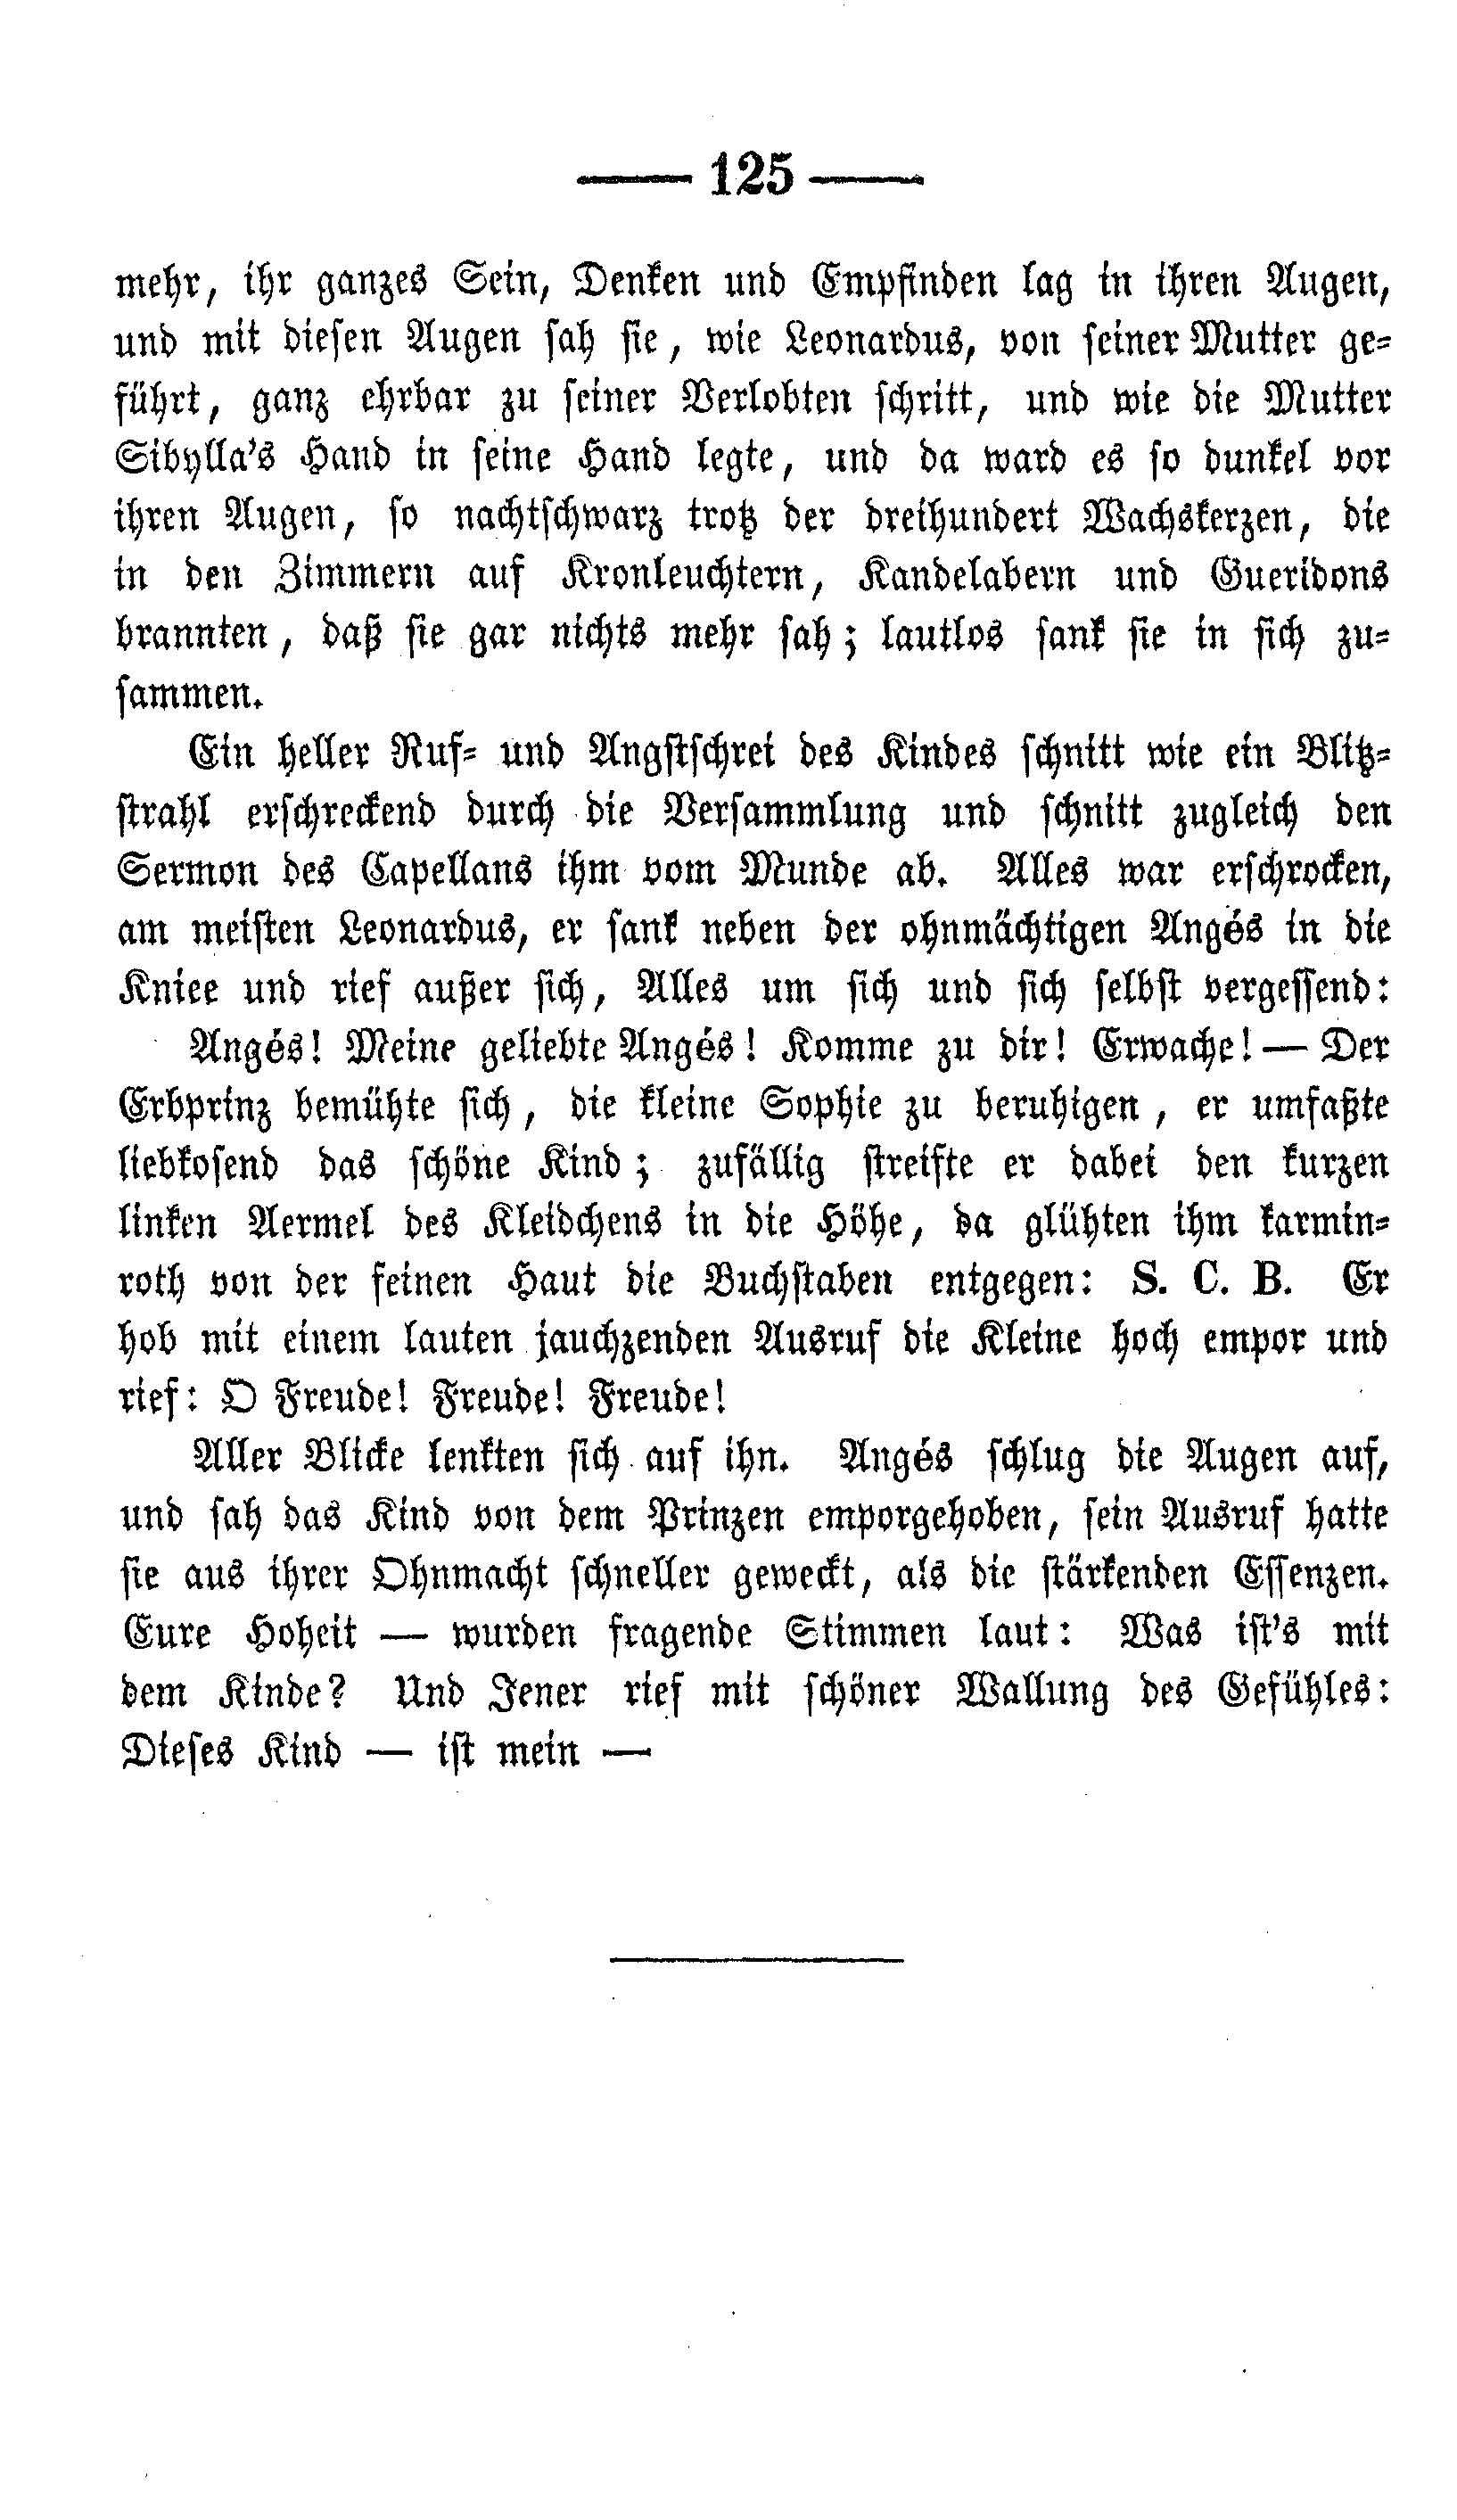 — 125 —
mehr, ihr ganzes Sein, Denken und Empfinden lag in ihren Augen,
und mit dieſen Augen ſah ſie, wie Leonardus, von ſeiner Mutter ge-
führt, ganz ehrbar zu ſeiner Verlobten ſchritt, und wie die Mutter
Sibylla's Hand in ſeine Hand legte, und da ward es ſo dunkel vor
ihren Augen, ſo nachtſchwarz trotz der dreihundert Wachskerzen, die
in den Zimmern auf Kronleuchtern, Kandelabern und Gueridons
brannten, daß ſie gar nichts mehr ſah; lautlos ſank ſie in ſich zu-
ſammen.
Ein heller Ruf- und Angſtſchrei des Kindes ſchnitt wie ein Blitz-
ſtrahl erſchreckend durch die Verſammlung und ſchnitt zugleich den
Sermon des Capellans ihm vom Munde ab. Alles war erſchrocken,
am meiſten Leonardus, er ſank neben der ohnmächtigen Angés in die
Kniee und rief außer ſich, Alles um ſich und ſich ſelbſt vergeſſend:
Angés! Meine geliebte Angés! Komme zu dir! Erwache! — Der
Erbprinz bemühte ſich, die kleine Sophie zu beruhigen, er umfaßte
liebkoſend das ſchöne Kind; zufällig ſtreifte er dabei den kurzen
linken Aermel des Kleidchens in die Höhe, da glühten ihm karmin-
roth von der feinen Haut die Buchſtaben entgegen: S. C. B. Er
hob mit einem lauten jauchzenden Ausruf die Kleine hoch empor und
rief: O Freude! Freude! Freude!
Aller Blicke lenkten ſich auf ihn. Angés ſchlug die Augen auf,
und ſah das Kind von dem Prinzen emporgehoben, ſein Ausruf hatte
ſie aus ihrer Ohnmacht ſchneller geweckt, als die ſtärkenden Eſſenzen.
Eure Hoheit — wurden fragende Stimmen laut: Was iſt's mit
dem Kinde? Und Jener rief mit ſchöner Wallung des Gefühles:
Dieſes Kind — iſt mein —